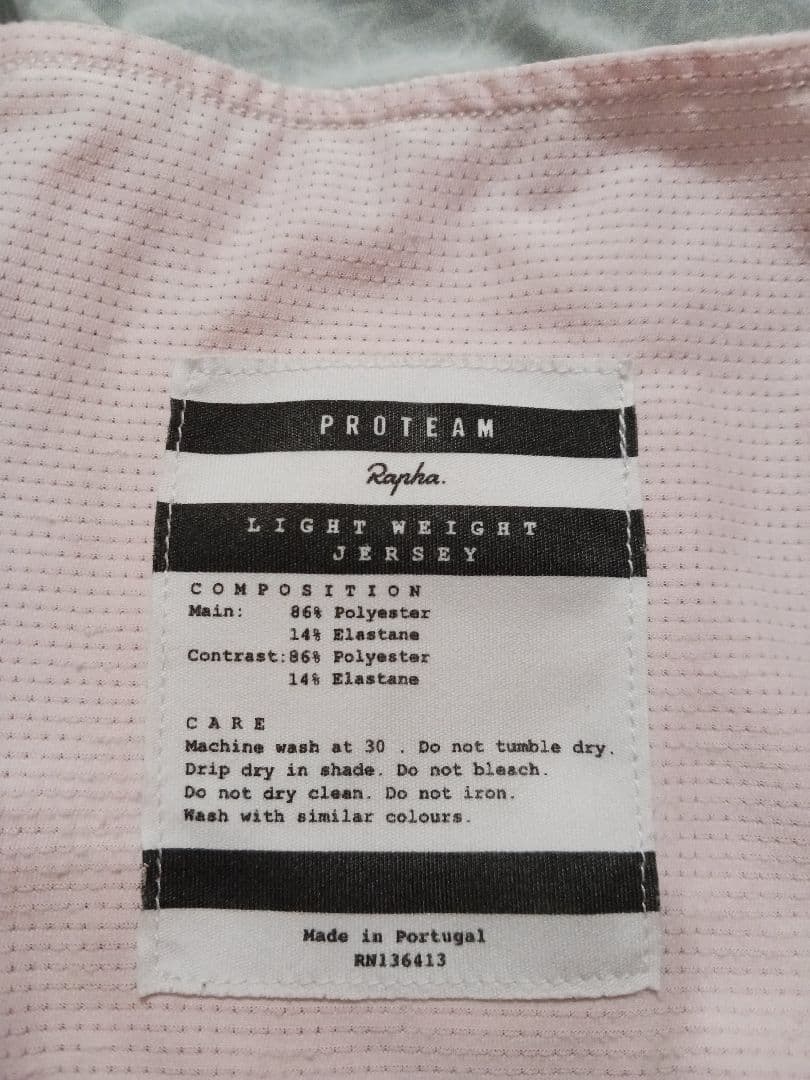 PROTEAM
Rapha.
LIGHT WEIGHT
JERSEY
COMPOSITION
Main: 86% Polyester
14% Elastane
Contrast:86% Polyester
14% Elastane
CARE
Machine wash at 30 . Do not tumble dry.
Drip dry in shade. Do not bleach.
Do not dry clean. Do not iron.
Wash with similar colours.
Made in Portugal
RN136413